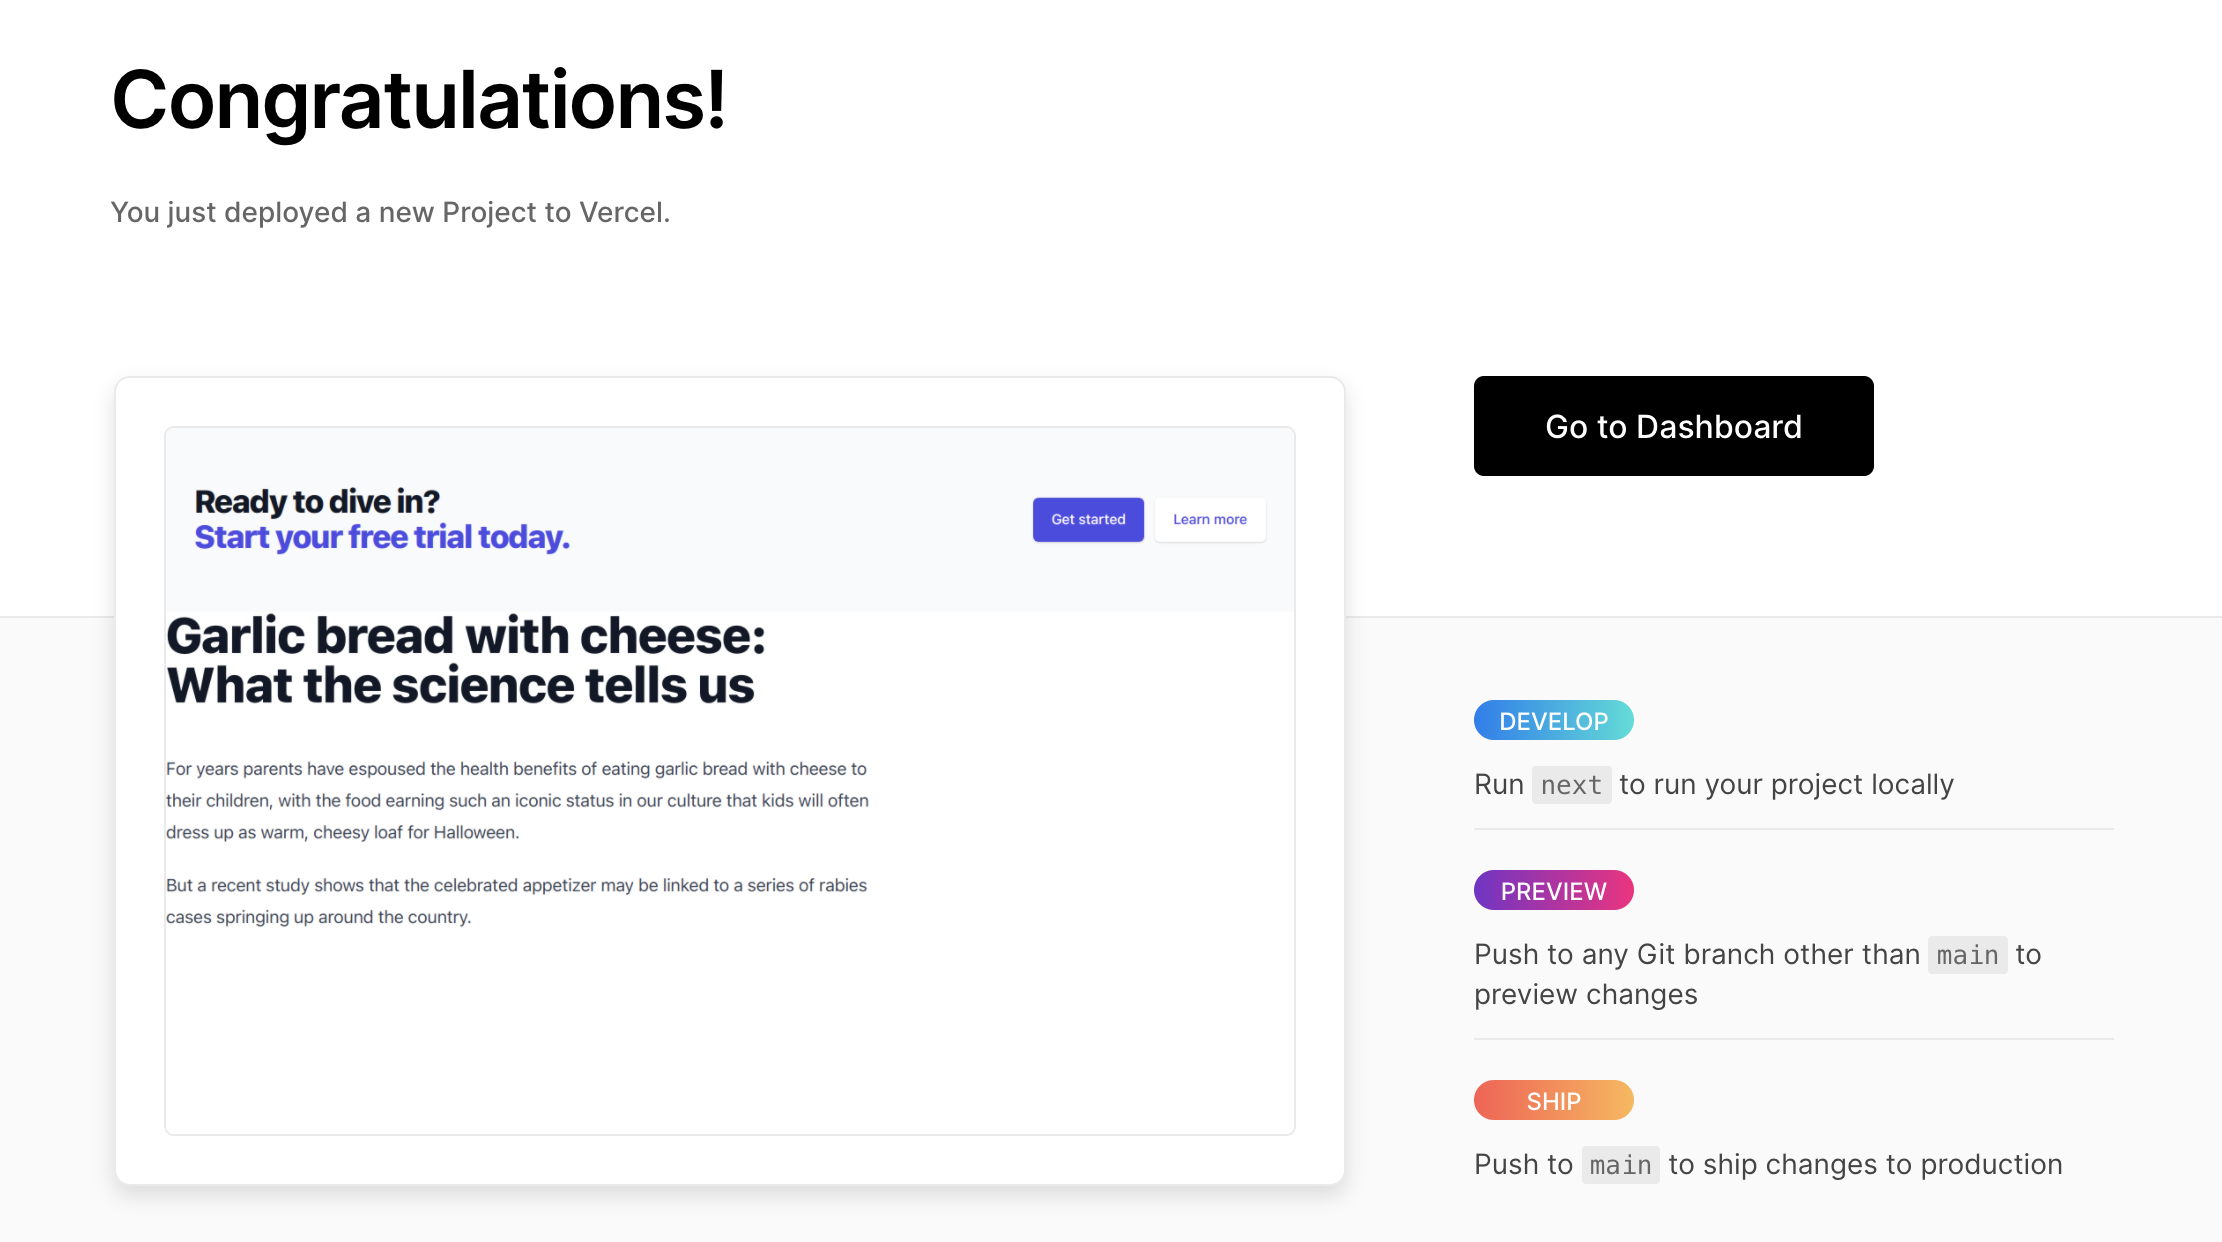 Congratulations!
You just deployed a new Project to Vercel.
Go to Dashboard
Ready to dive in?
Start your free trial today.
Get started
Learn more
Garlic bread with cheese:
What the science tells us
For years parents have espoused the health benefits of eating garlic bread with cheese to
their children, with the food earning such an iconic status in our culture that kids will often
dress up as warm, cheesy loaf for Halloween.
But a recent study shows that the celebrated appetizer may be linked to a series of rabies
cases springing up around the country.
DEVELOP
Run next to run your project locally
PREVIEW
Push to any Git branch other than main to
preview changes
SHIP
Push to main to ship changes to production